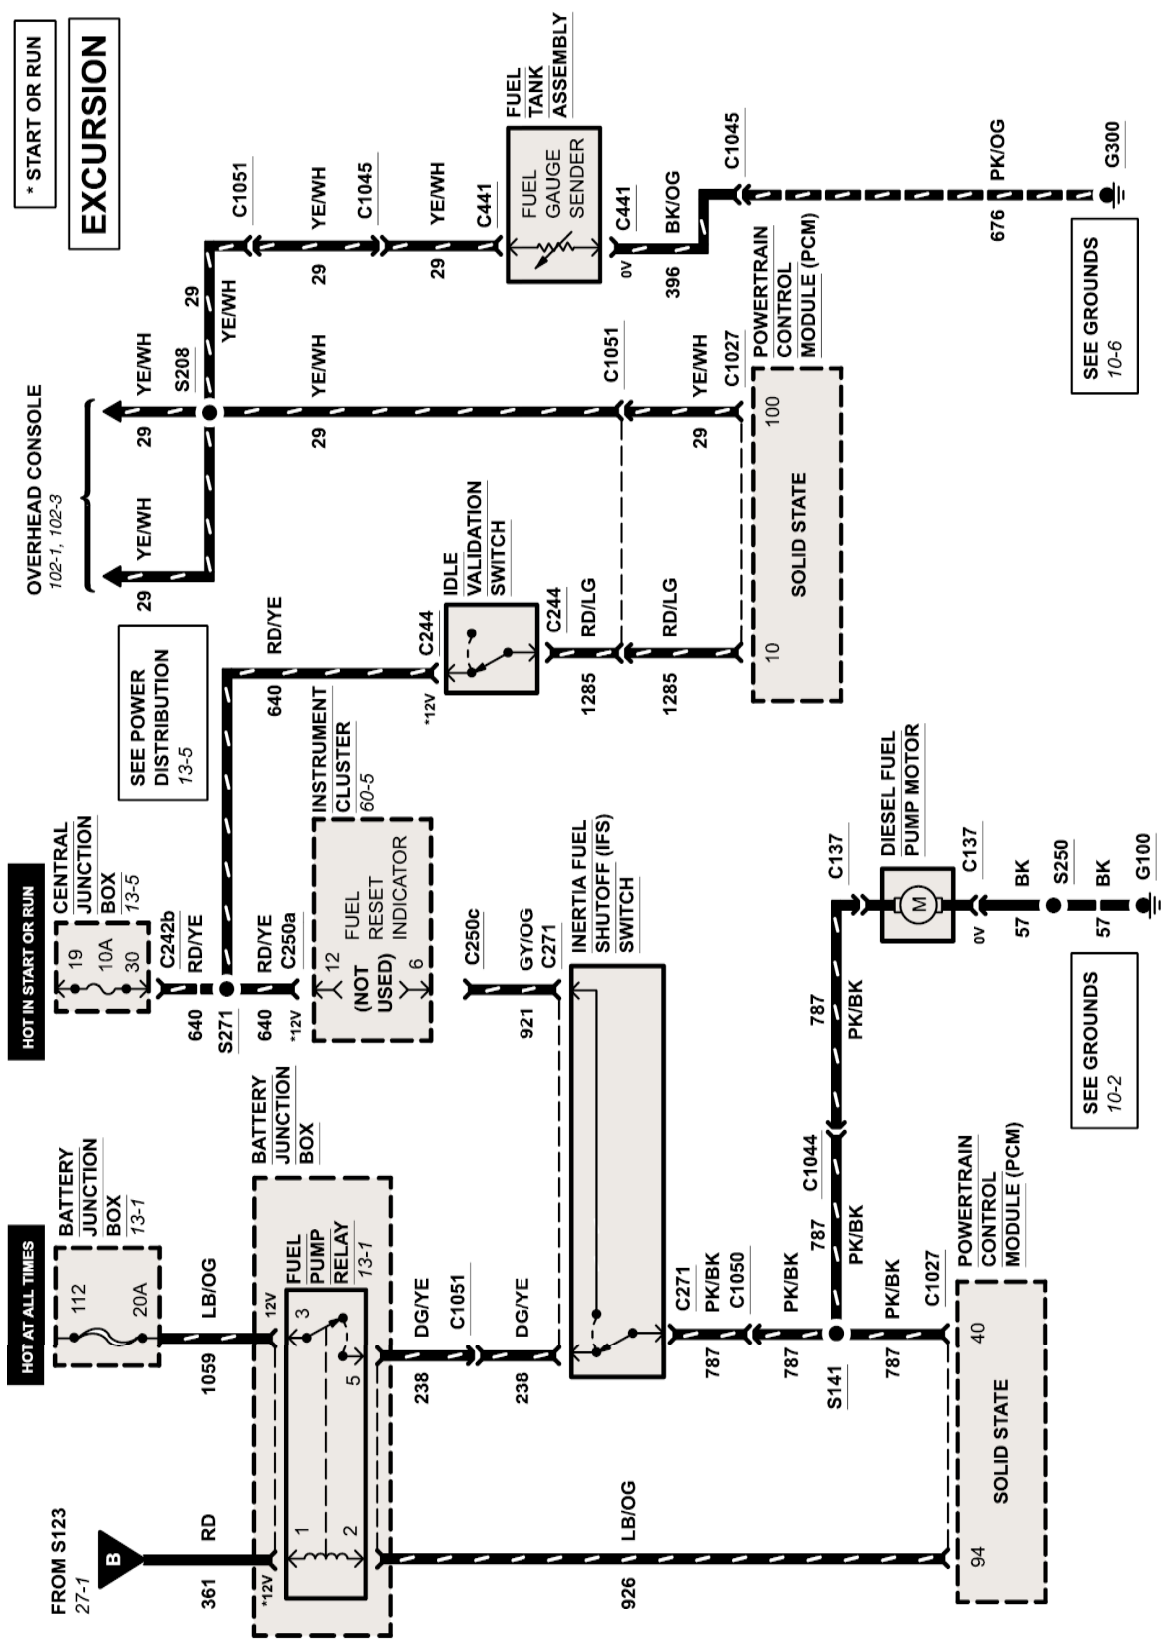 * START OR RUN
EXCURSION
HOT AT ALL TIMES
HOT IN START OR RUN
FROM S123
27-1
B
361
RD
*12V
BATTERY
JUNCTION
BOX
13-1
112
20A
1059
LB/OG
12V
BATTERY
JUNCTION
BOX
FUEL
PUMP
RELAY
13-1
1
2
3
5
238
DG/YE
C1051
238
DG/YE
926
LB/OG
CENTRAL
JUNCTION
BOX
13-5
19
10A
30
C242b
640
RD/YE
S271
640
RD/YE
*12V
C250a
INSTRUMENT
CLUSTER
60-5
12
FUEL
RESET
INDICATOR
(NOT
USED)
6
C250c
921
GY/OG
C271
INERTIA FUEL
SHUTOFF (IFS)
SWITCH
C271
787
PK/BK
C1050
787
PK/BK
S141
787
PK/BK
C1027
POWERTRAIN
CONTROL
MODULE (PCM)
94
SOLID STATE
40
787
PK/BK
C1044
787
PK/BK
C137
DIESEL FUEL
PUMP MOTOR
M
0V
C137
57
BK
S250
57
BK
G100
SEE GROUNDS
10-2
SEE POWER
DISTRIBUTION
13-5
640
RD/YE
*12V
C244
IDLE
VALIDATION
SWITCH
C244
1285
RD/LG
1285
RD/LG
OVERHEAD CONSOLE
102-1, 102-3
29
YE/WH
29
YE/WH
S208
29
YE/WH
C1051
29
YE/WH
C1027
POWERTRAIN
CONTROL
MODULE (PCM)
10
SOLID STATE
100
29
YE/WH
C1051
29
YE/WH
C1045
29
YE/WH
C441
FUEL
TANK
ASSEMBLY
FUEL
GAUGE
SENDER
0V
C441
396
BK/OG
C1045
676
PK/OG
G300
SEE GROUNDS
10-6